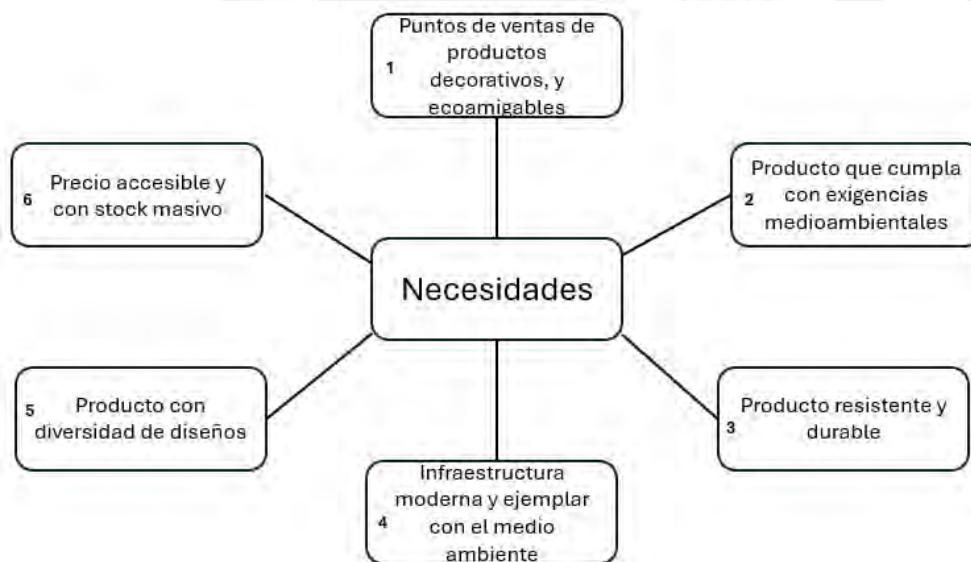 1
Puntos de ventas de
productos
decorativos, y
ecoamigables
6
Precio accesible y
con stock masivo
2
Producto que cumpla
con exigencias
medioambientales
Necesidades
5
Producto con
diversidad de diseños
3
Producto resistente y
durable
4
Infraestructura
moderna y ejemplar
con el medio
ambiente